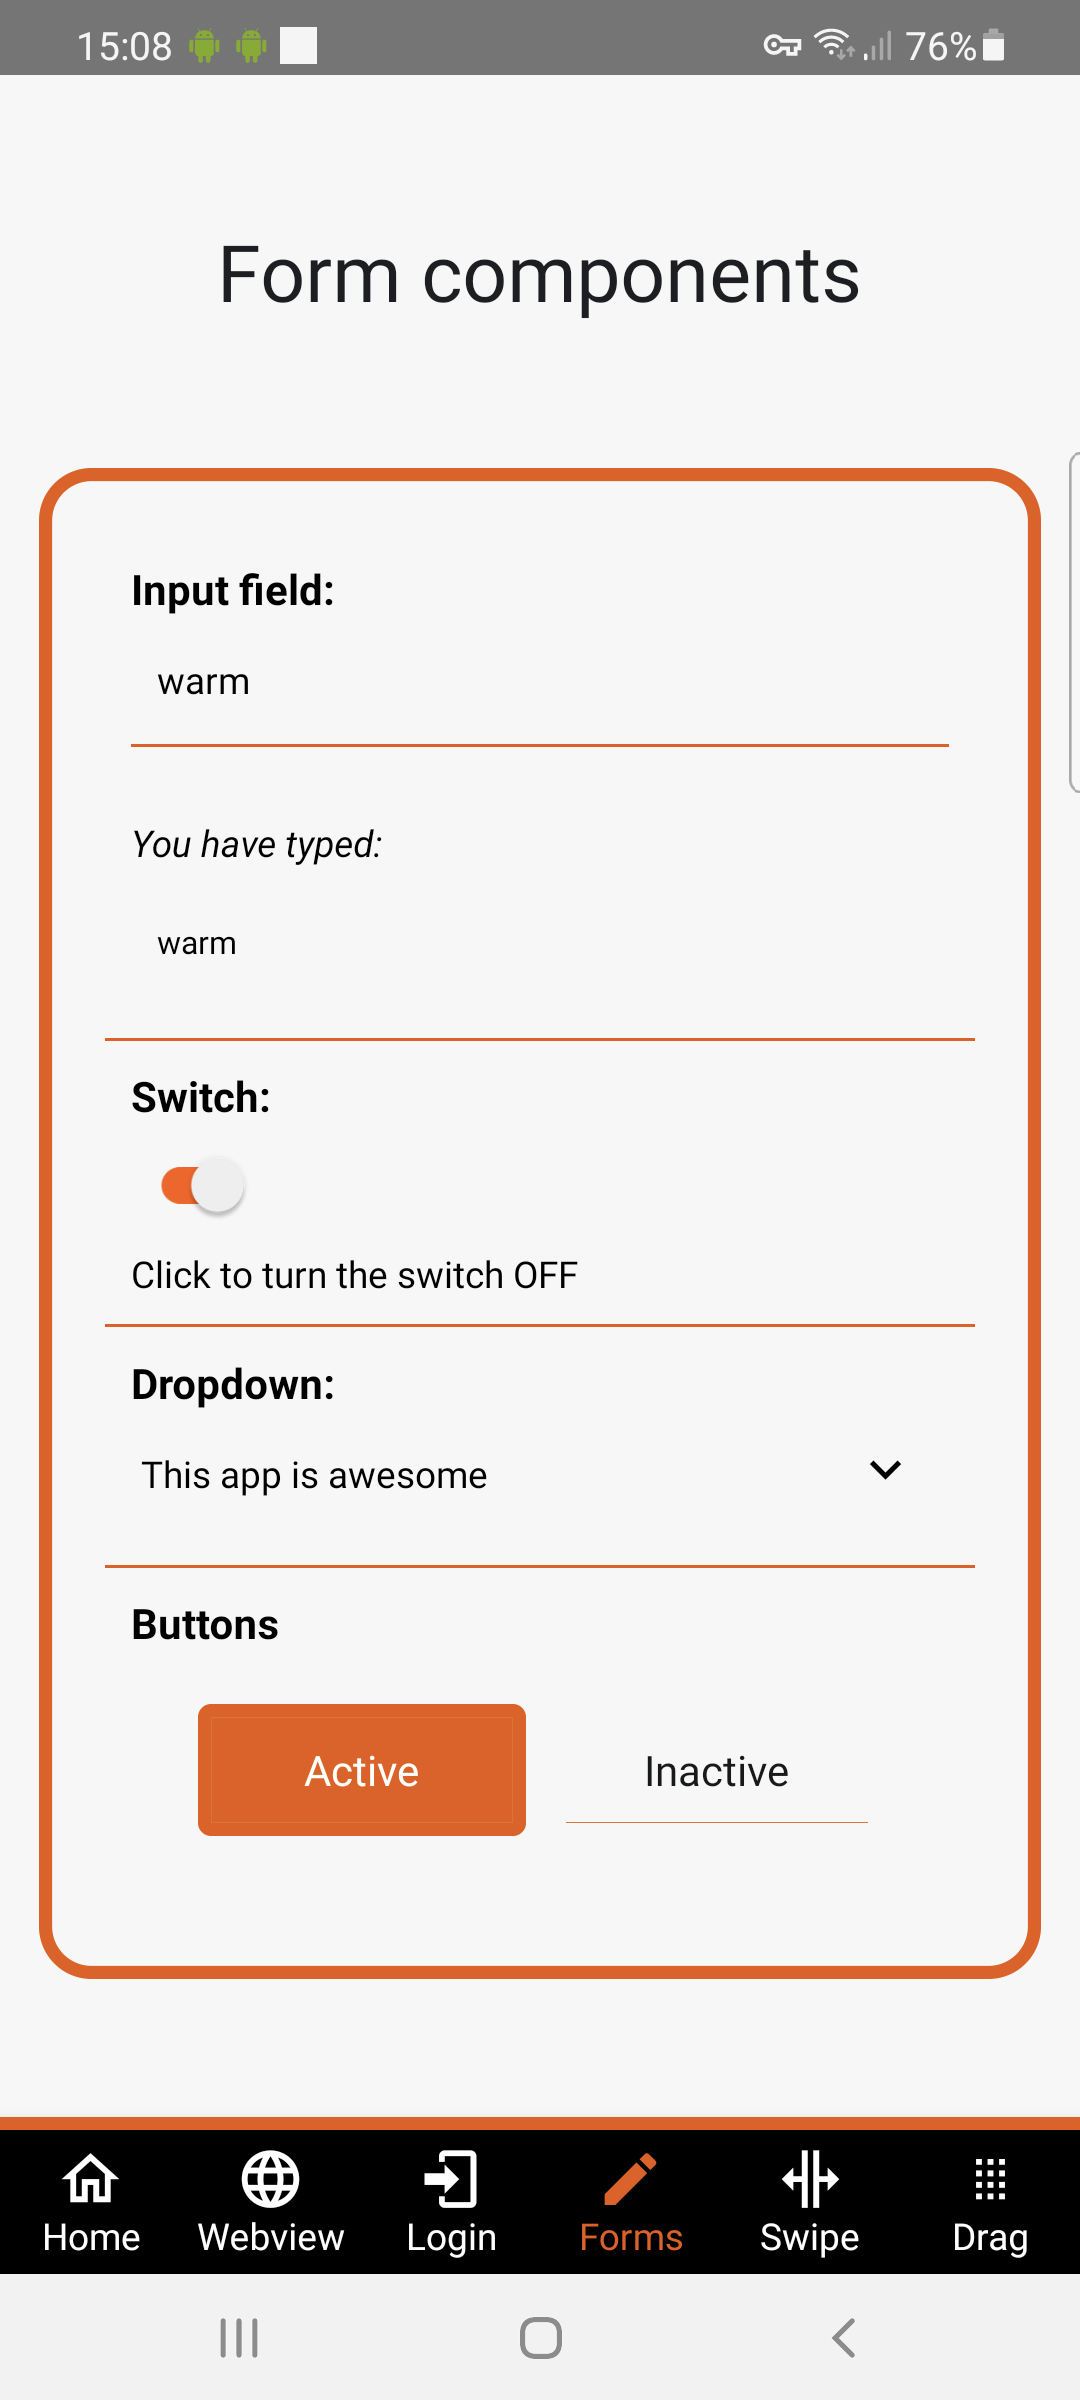 15:08 76%
Form components
Input field:
warm
You have typed:
warm
Switch:
Click to turn the switch OFF
Dropdown:
This app is awesome
Buttons
Active Inactive
Home Webview Login Forms Swipe Drag